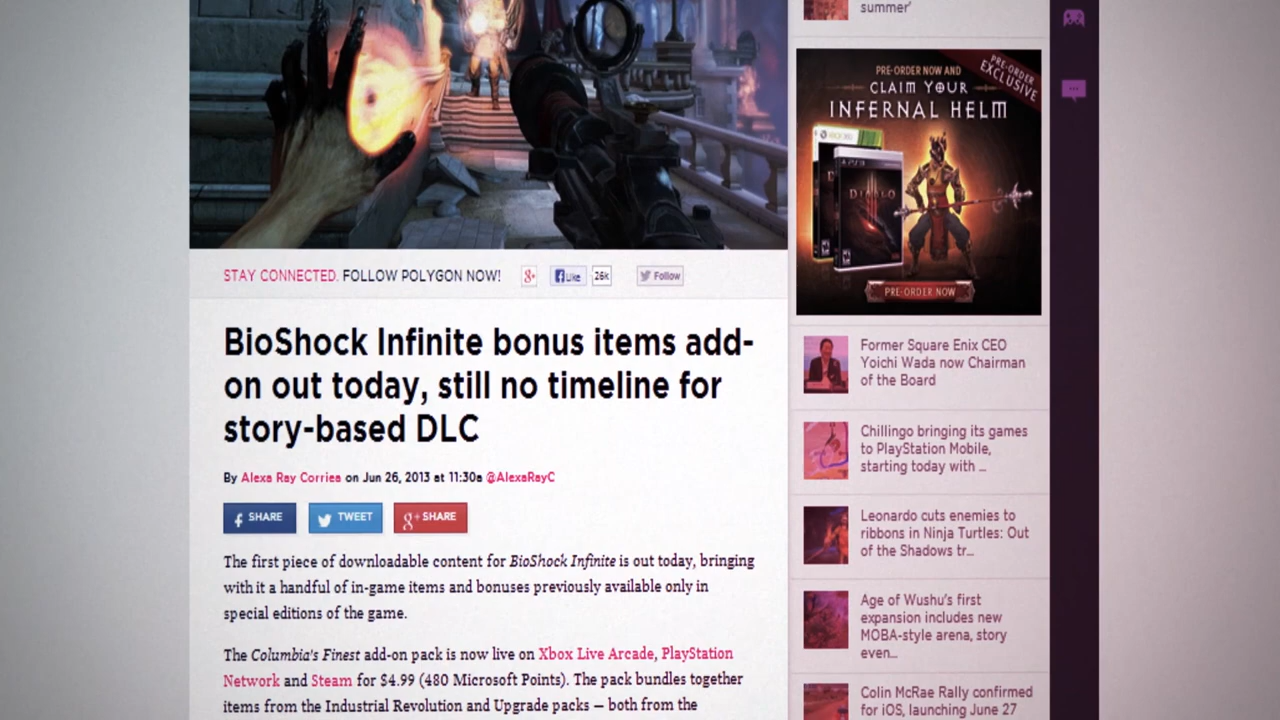 summer'
PRE-ORDER
EXCLUSIVE
PRE-ORDER NOW AND
CLAIM YOUR
INFERNAL HELM
XBOX 360
PS3
DIABLO
PRE-ORDER NOW
STAY CONNECTED. FOLLOW POLYGON NOW!
g+
Like
26k
Follow
BioShock Infinite bonus items add-
on out today, still no timeline for
story-based DLC
By Alexa Ray Corriea on Jun 26, 2013 at 11:30a @AlexaRayC
SHARE
TWEET
g+ SHARE
The first piece of downloadable content for BioShock Infinite is out today, bringing
with it a handful of in-game items and bonuses previously available only in
special editions of the game.
The Columbia's Finest add-on pack is now live on Xbox Live Arcade, PlayStation
Network and Steam for $4.99 (480 Microsoft Points). The pack bundles together
items from the Industrial Revolution and Upgrade packs — both from the
Former Square Enix CEO
Yoichi Wada now Chairman
of the Board
Chillingo bringing its games
to PlayStation Mobile,
starting today with ...
Leonardo cuts enemies to
ribbons in Ninja Turtles: Out
of the Shadows tr...
Age of Wushu's first
expansion includes new
MOBA-style arena, story
even...
Colin McRae Rally confirmed
for iOS, launching June 27